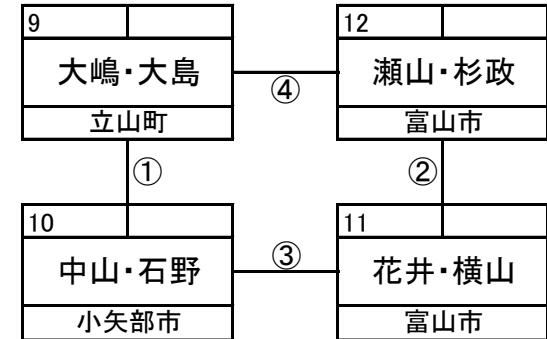 9
大嶋・大島
立山町
12
瀬山・杉政
富山市
④
①
②
10
中山・石野
小矢部市
③
11
花井・横山
富山市